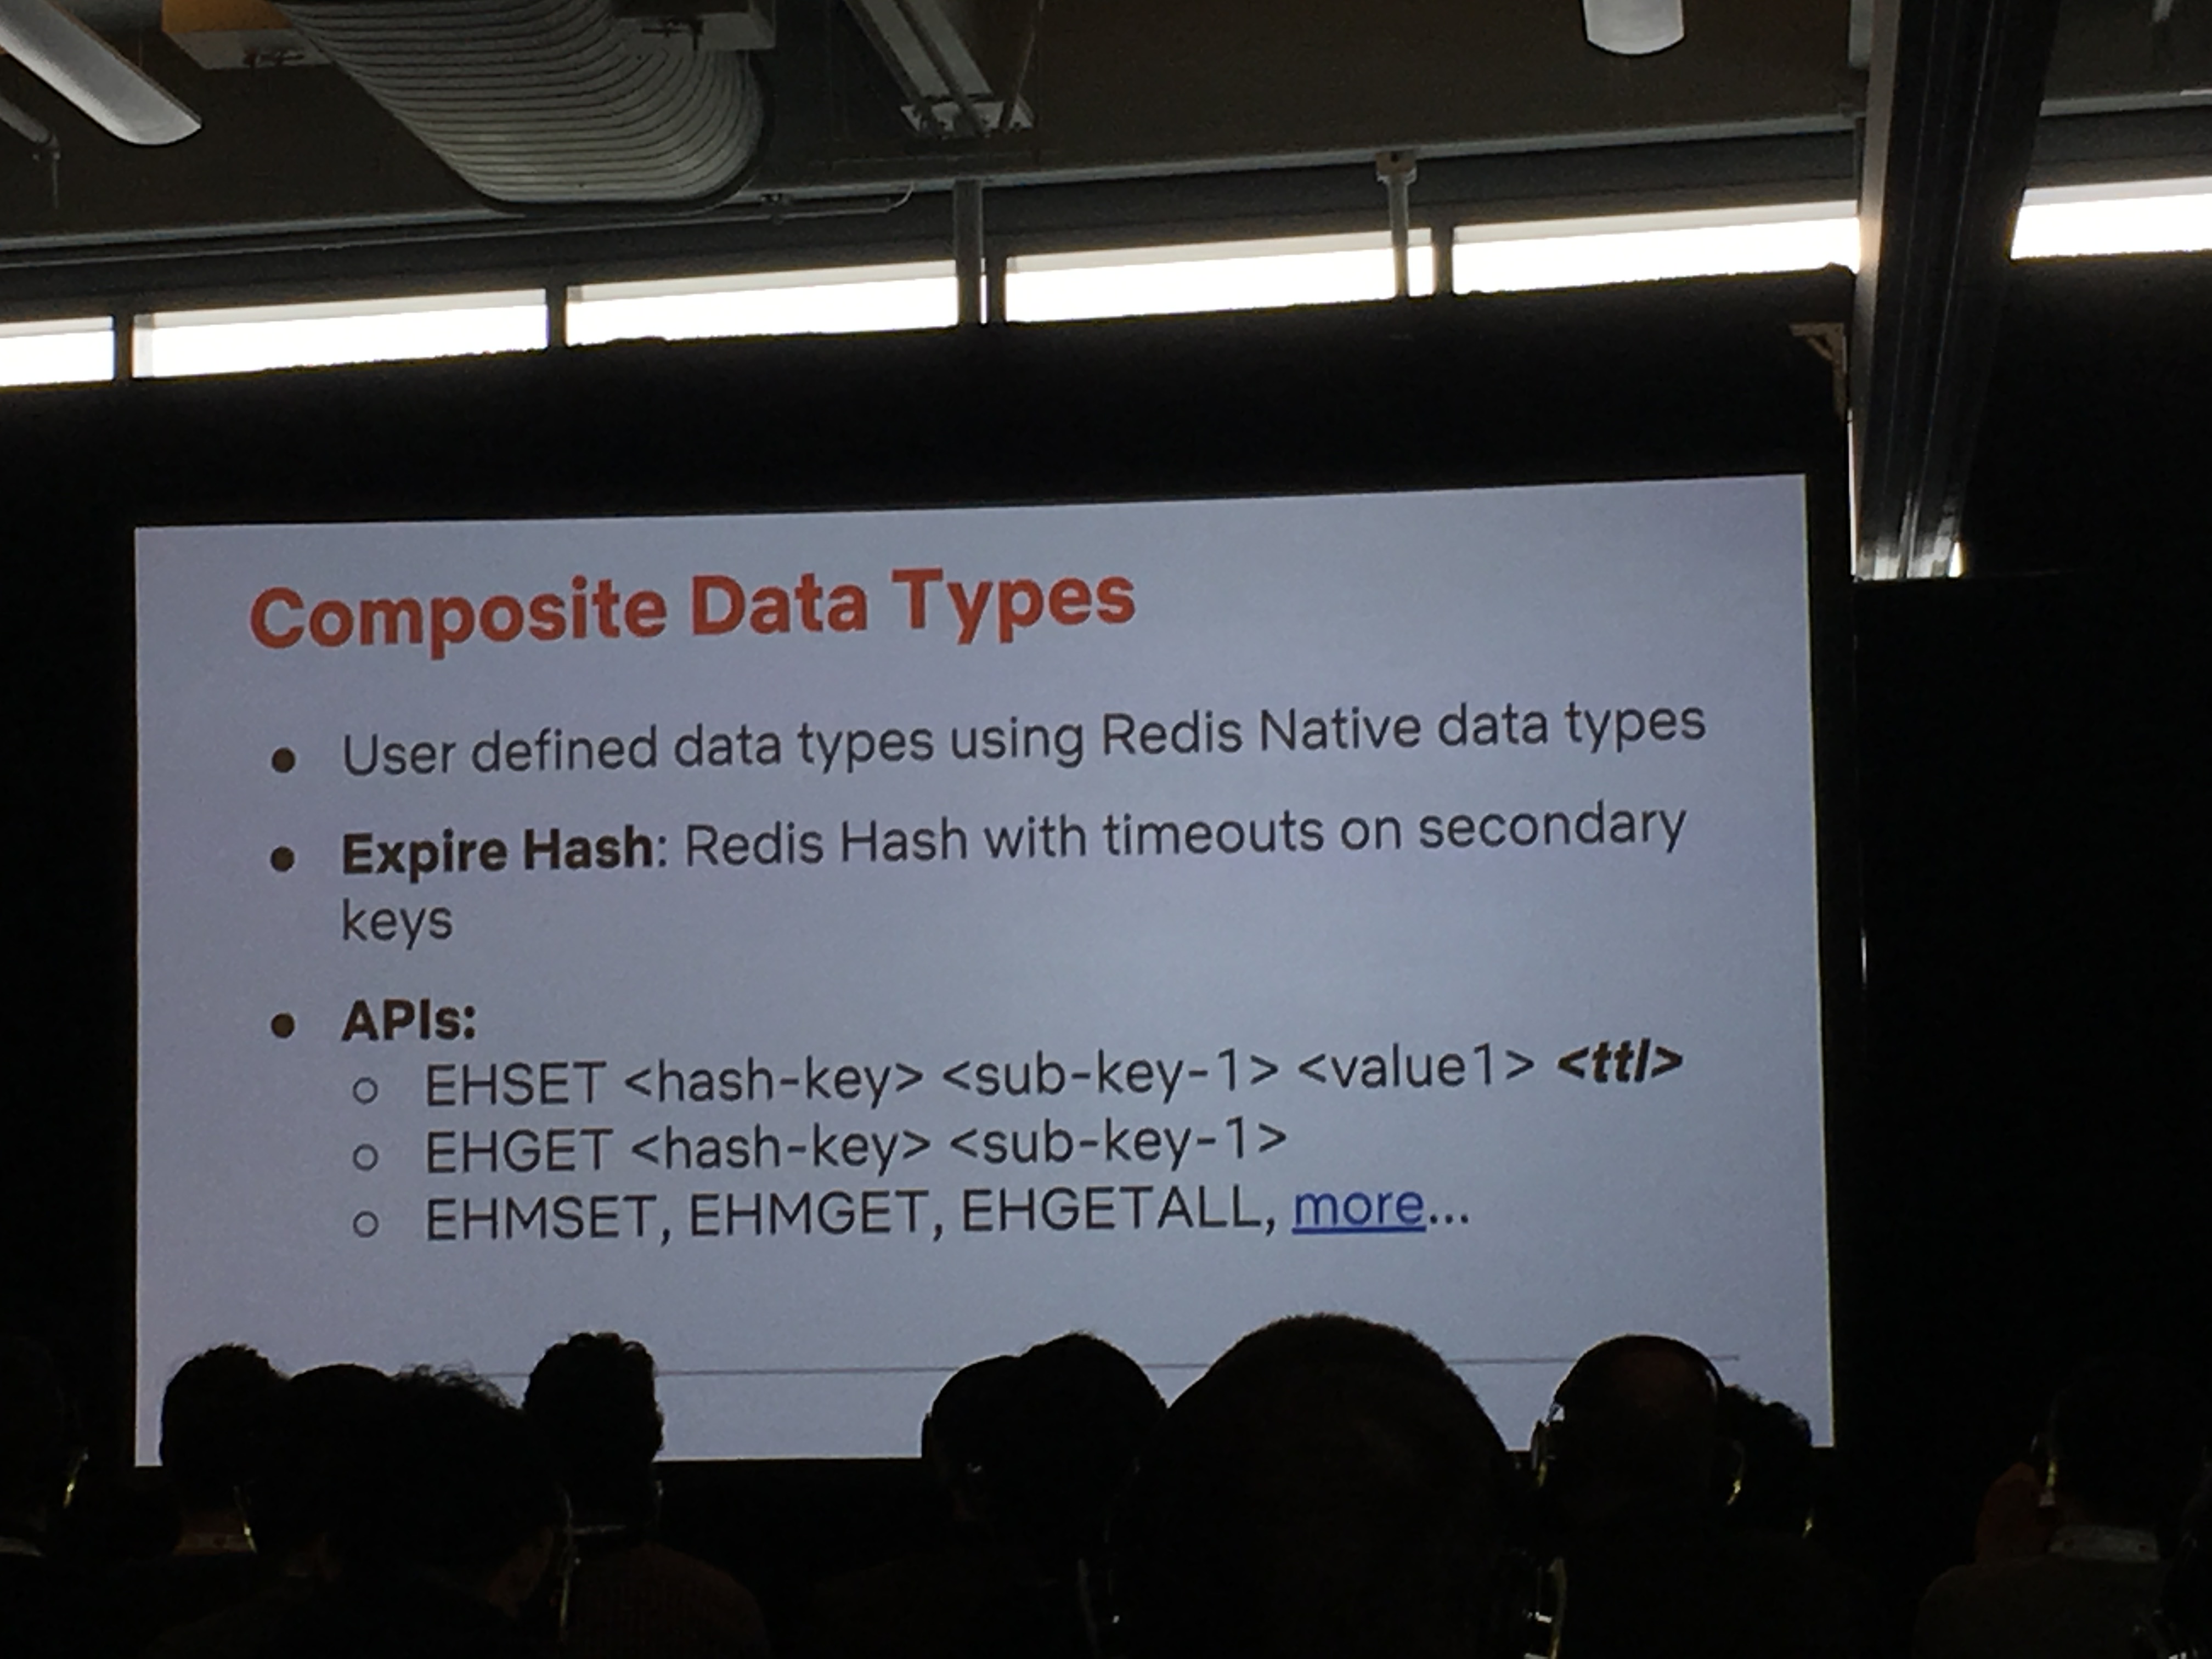 Composite Data Types
● User defined data types using Redis Native data types
● Expire Hash: Redis Hash with timeouts on secondary
keys
● APIs:
○ EHSET <hash-key> <sub-key-1> <value1> <ttl>
○ EHGET <hash-key> <sub-key-1>
○ EHMSET, EHMGET, EHGETALL, more...